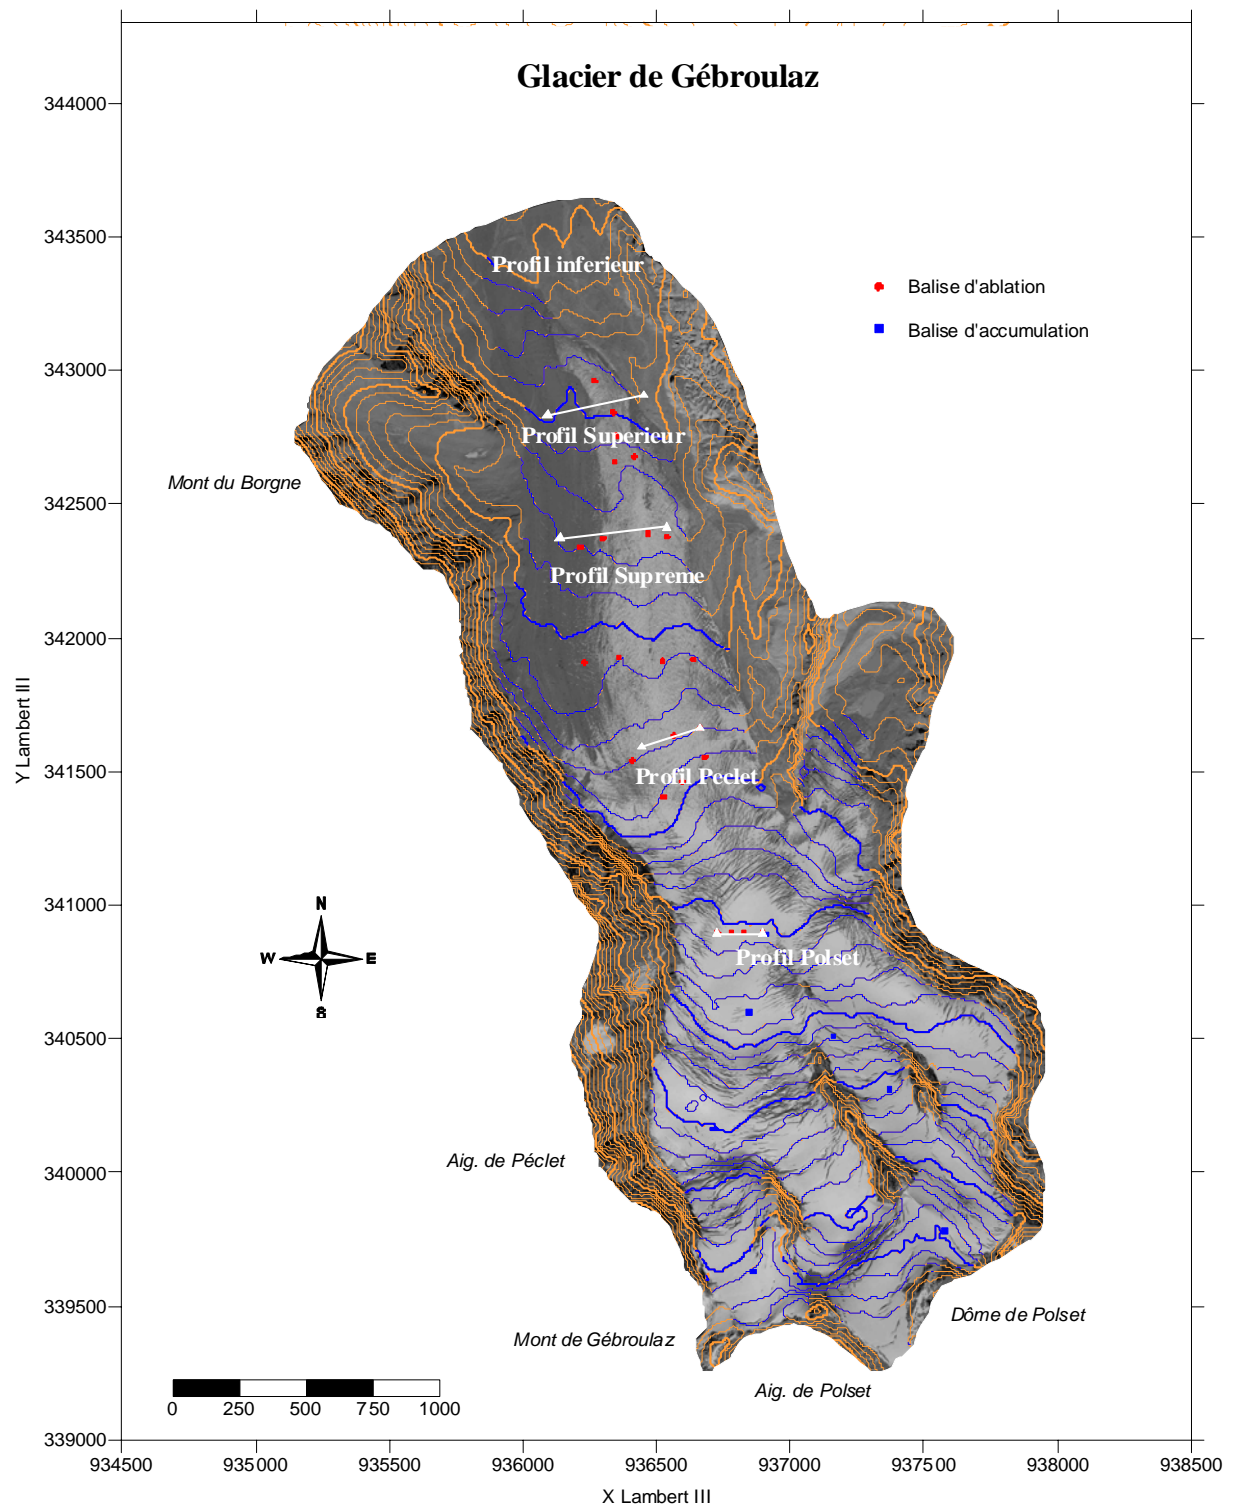 Glacier de Gébroulaz
344000
343500
Profil inferieur
Balise d'ablation
Balise d'accumulation
343000
Profil Superieur
Mont du Borgne
342500
Profil Supreme
342000
Y Lambert III
341500
Profil Peclet
341000
N
W
E
S
Profil Polset
340500
Aig. de Péclet
340000
339500
Dôme de Polset
Mont de Gébroulaz
Aig. de Polset
0 250 500 750 1000
339000
934500 935000 935500 936000 936500 937000 937500 938000 938500
X Lambert III